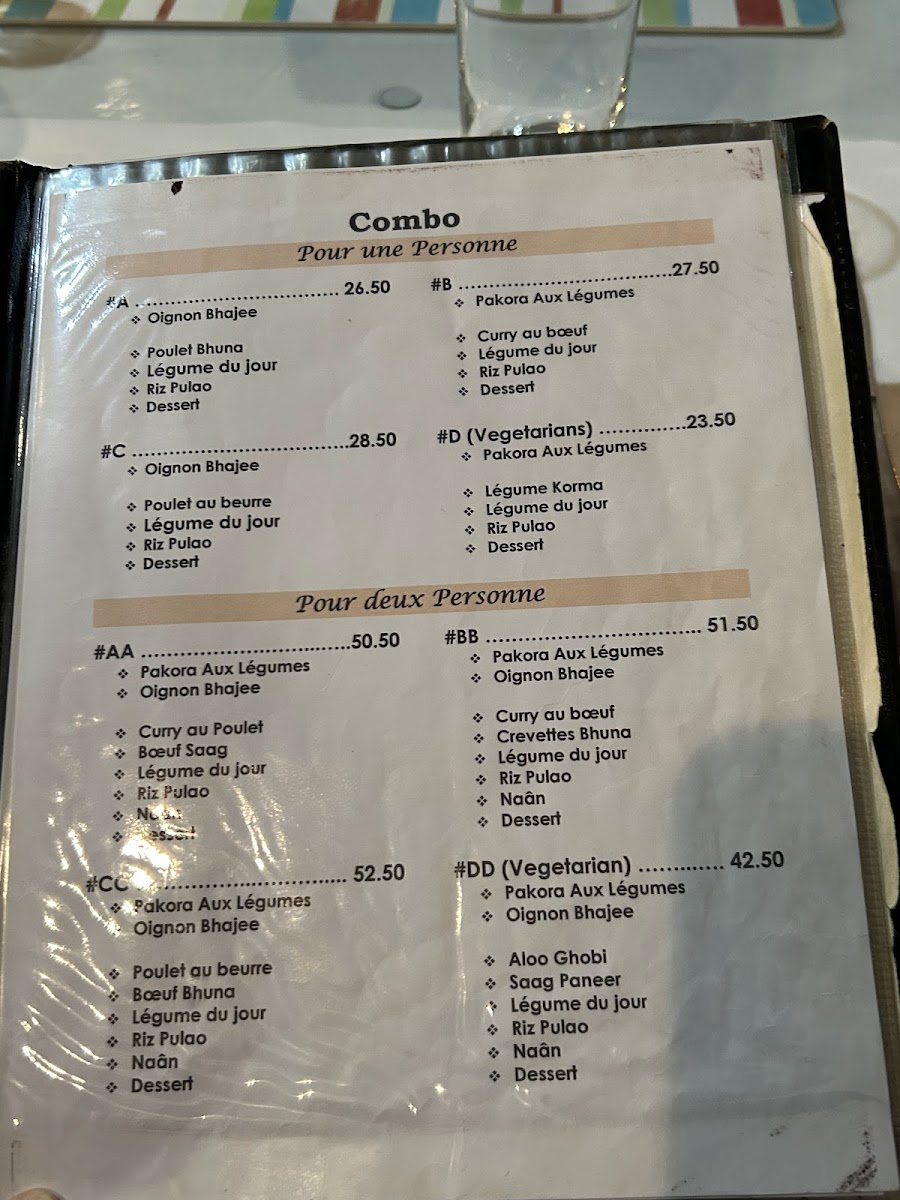 Combo
Pour une Personne
#A ................................. 26.50
Oignon Bhajee
Poulet Bhuna
Légume du jour
Riz Pulao
Dessert
#B ..................................27.50
Pakora Aux Légumes
Curry au bœuf
Légume du jour
Riz Pulao
Dessert
#C ...................................28.50
Oignon Bhajee
Poulet au beurre
Légume du jour
Riz Pulao
Dessert
#D (Vegetarians) ..............23.50
Pakora Aux Légumes
Légume Korma
Légume du jour
Riz Pulao
Dessert
Pour deux Personne
#AA .................................50.50
Pakora Aux Légumes
Oignon Bhajee
Curry au Poulet
Bœuf Saag
Légume du jour
Riz Pulao
Naân
Dessert
#BB ................................. 51.50
Pakora Aux Légumes
Oignon Bhajee
Curry au bœuf
Crevettes Bhuna
Légume du jour
Riz Pulao
Naân
Dessert
#CC ................................ 52.50
Pakora Aux Légumes
Oignon Bhajee
Poulet au beurre
Bœuf Bhuna
Légume du jour
Riz Pulao
Naân
Dessert
#DD (Vegetarian) ............. 42.50
Pakora Aux Légumes
Oignon Bhajee
Aloo Ghobi
Saag Paneer
Légume du jour
Riz Pulao
Naân
Dessert